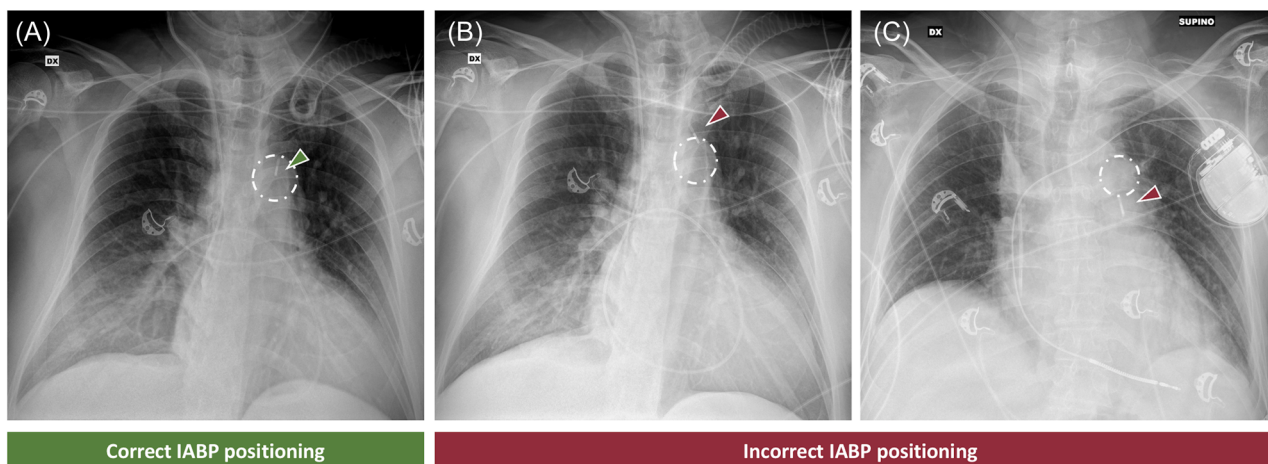 (A)
DX
(B)
DX
(C)
DX
SUPINO
Correct IABP positioning
Incorrect IABP positioning